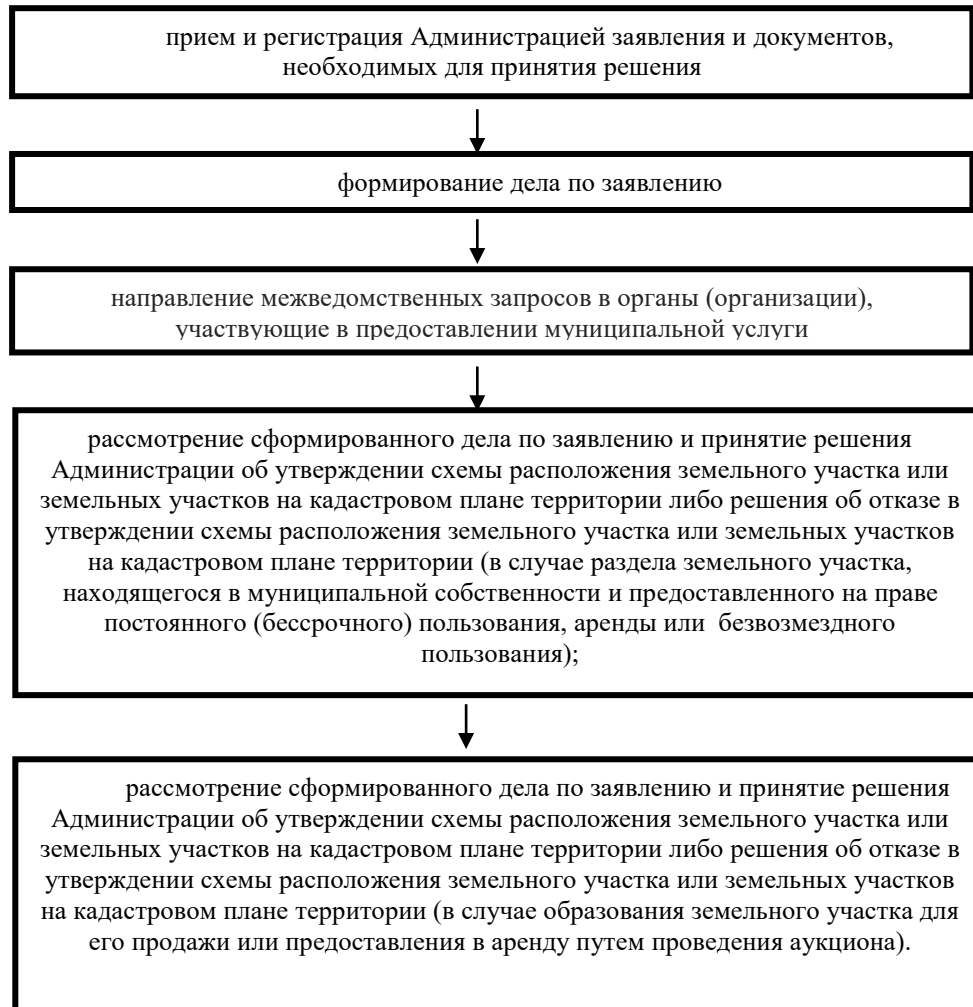 прием и регистрация Администрацией заявления и документов,
необходимых для принятия решения
формирование дела по заявлению
направление межведомственных запросов в органы (организации),
участвующие в предоставлении муниципальной услуги
рассмотрение сформированного дела по заявлению и принятие решения
Администрации об утверждении схемы расположения земельного участка или
земельных участков на кадастровом плане территории либо решения об отказе в
утверждении схемы расположения земельного участка или земельных участков
на кадастровом плане территории (в случае раздела земельного участка,
находящегося в муниципальной собственности и предоставленного на праве
постоянного (бессрочного) пользования, аренды или безвозмездного
пользования);
рассмотрение сформированного дела по заявлению и принятие решения
Администрации об утверждении схемы расположения земельного участка или
земельных участков на кадастровом плане территории либо решения об отказе в
утверждении схемы расположения земельного участка или земельных участков
на кадастровом плане территории (в случае образования земельного участка для
его продажи или предоставления в аренду путем проведения аукциона).